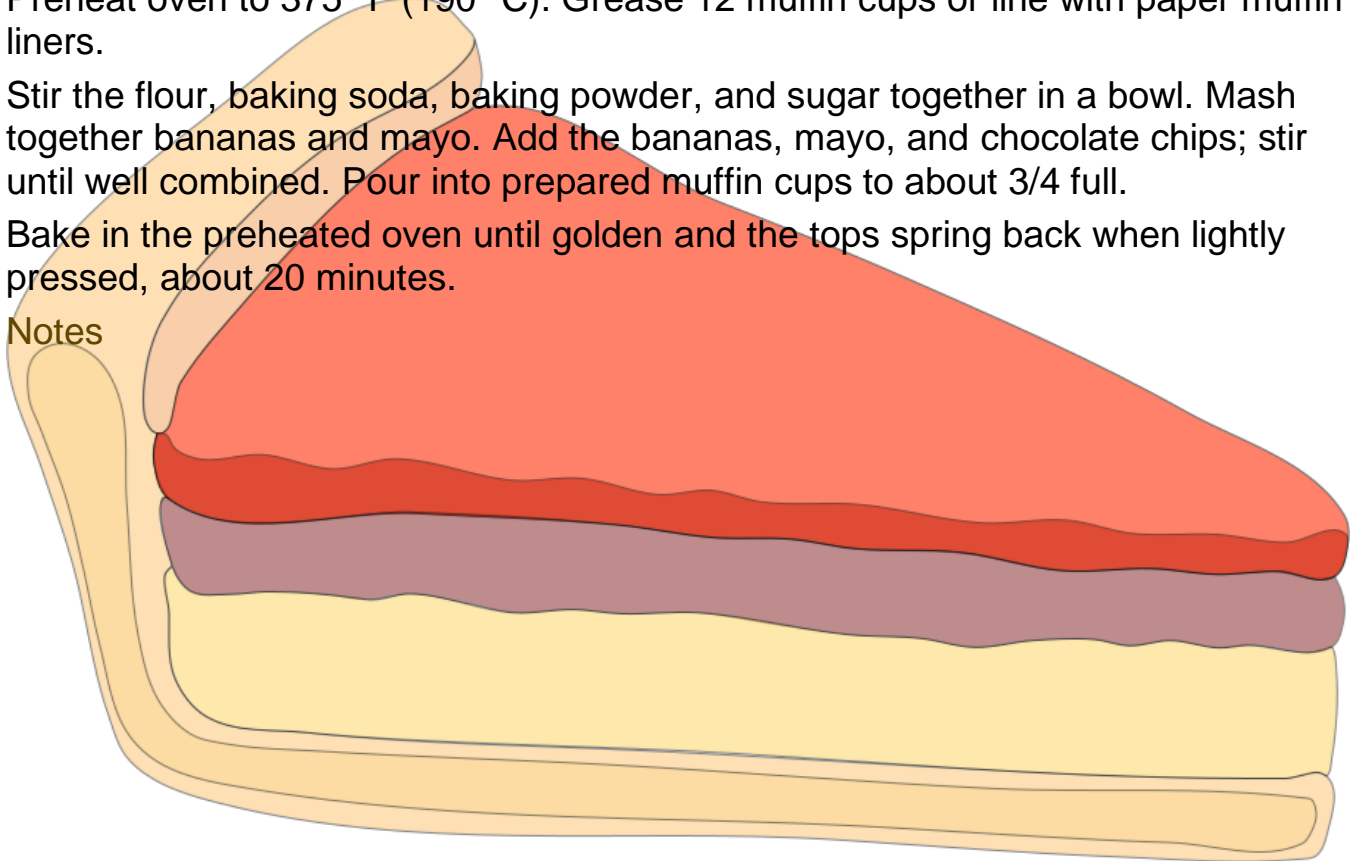 Preheat oven to 375 °F (190 °C). Grease 12 muffin cups or line with paper muffin
liners.
Stir the flour, baking soda, baking powder, and sugar together in a bowl. Mash
together bananas and mayo. Add the bananas, mayo, and chocolate chips; stir
until well combined. Pour into prepared muffin cups to about 3/4 full.
Bake in the preheated oven until golden and the tops spring back when lightly
pressed, about 20 minutes.
Notes